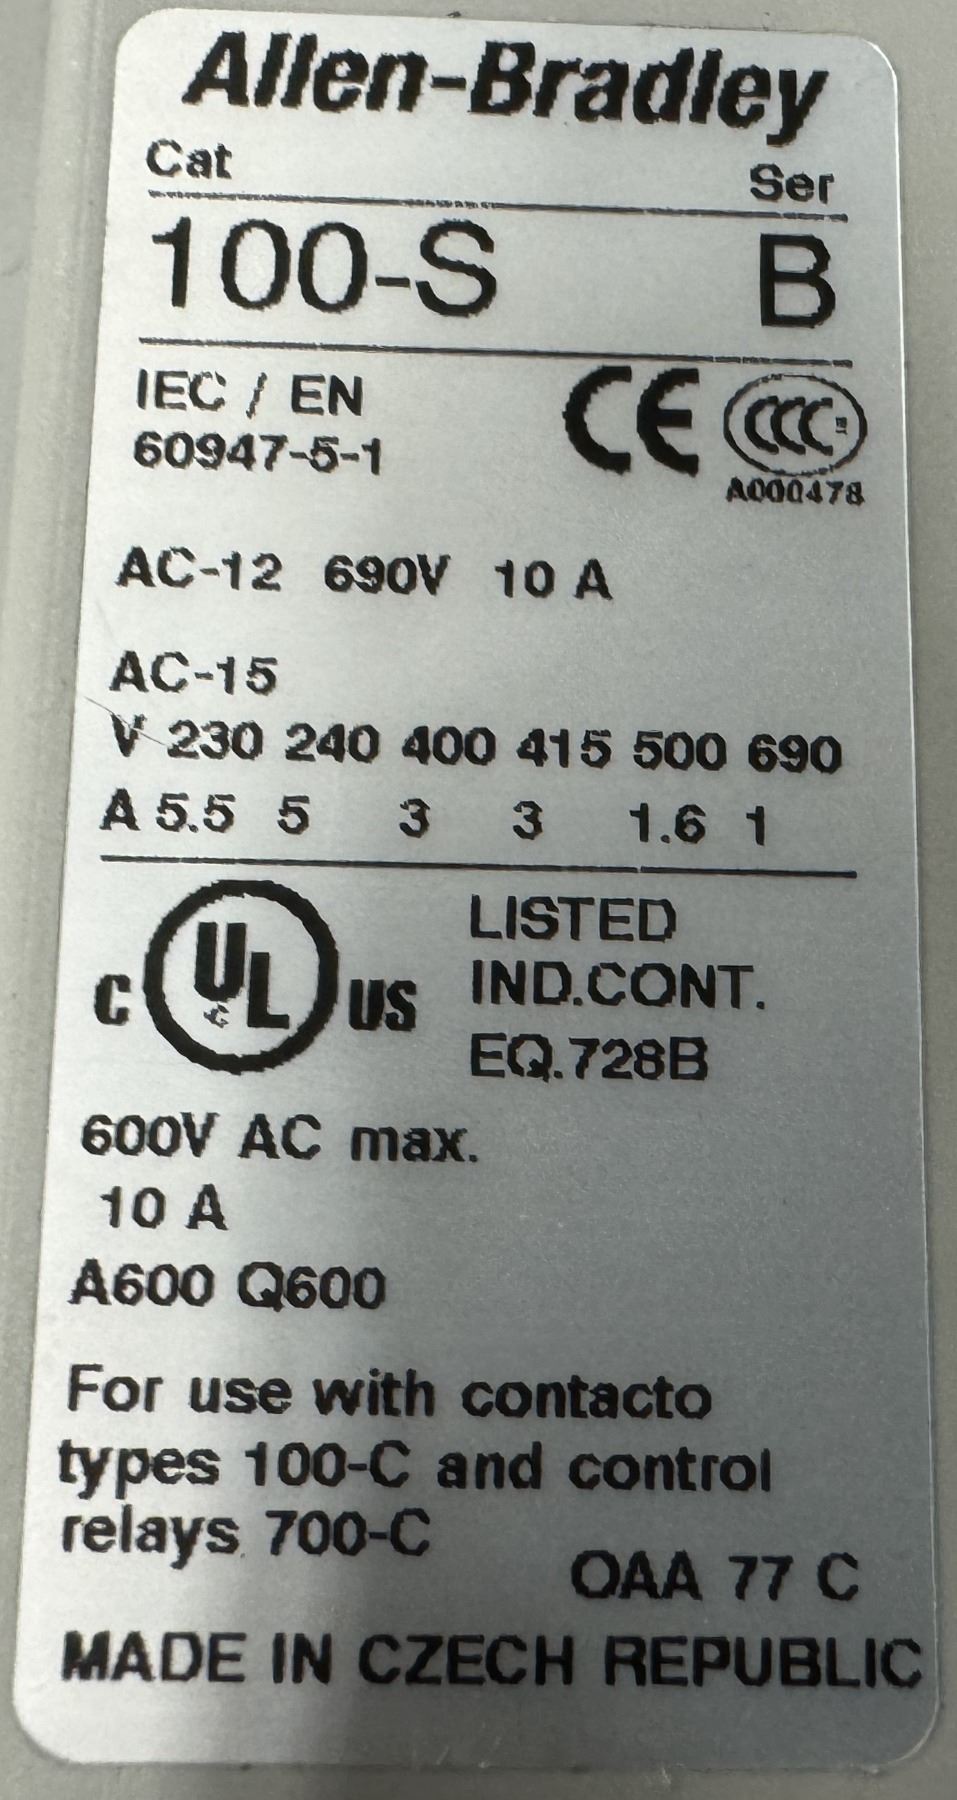 Allen-Bradley
Cat Ser
100-S B
IEC / EN
60947-5-1
CE CCC
A000478
AC-12 690V 10 A
AC-15
V 230 240 400 415 500 690
A 5.5 5 3 3 1.6 1
C UL US
LISTED
IND.CONT.
EQ.728B
600V AC max.
10 A
A600 Q600
For use with contacto
types 100-C and control
relays 700-C
OAA 77 C
MADE IN CZECH REPUBLIC